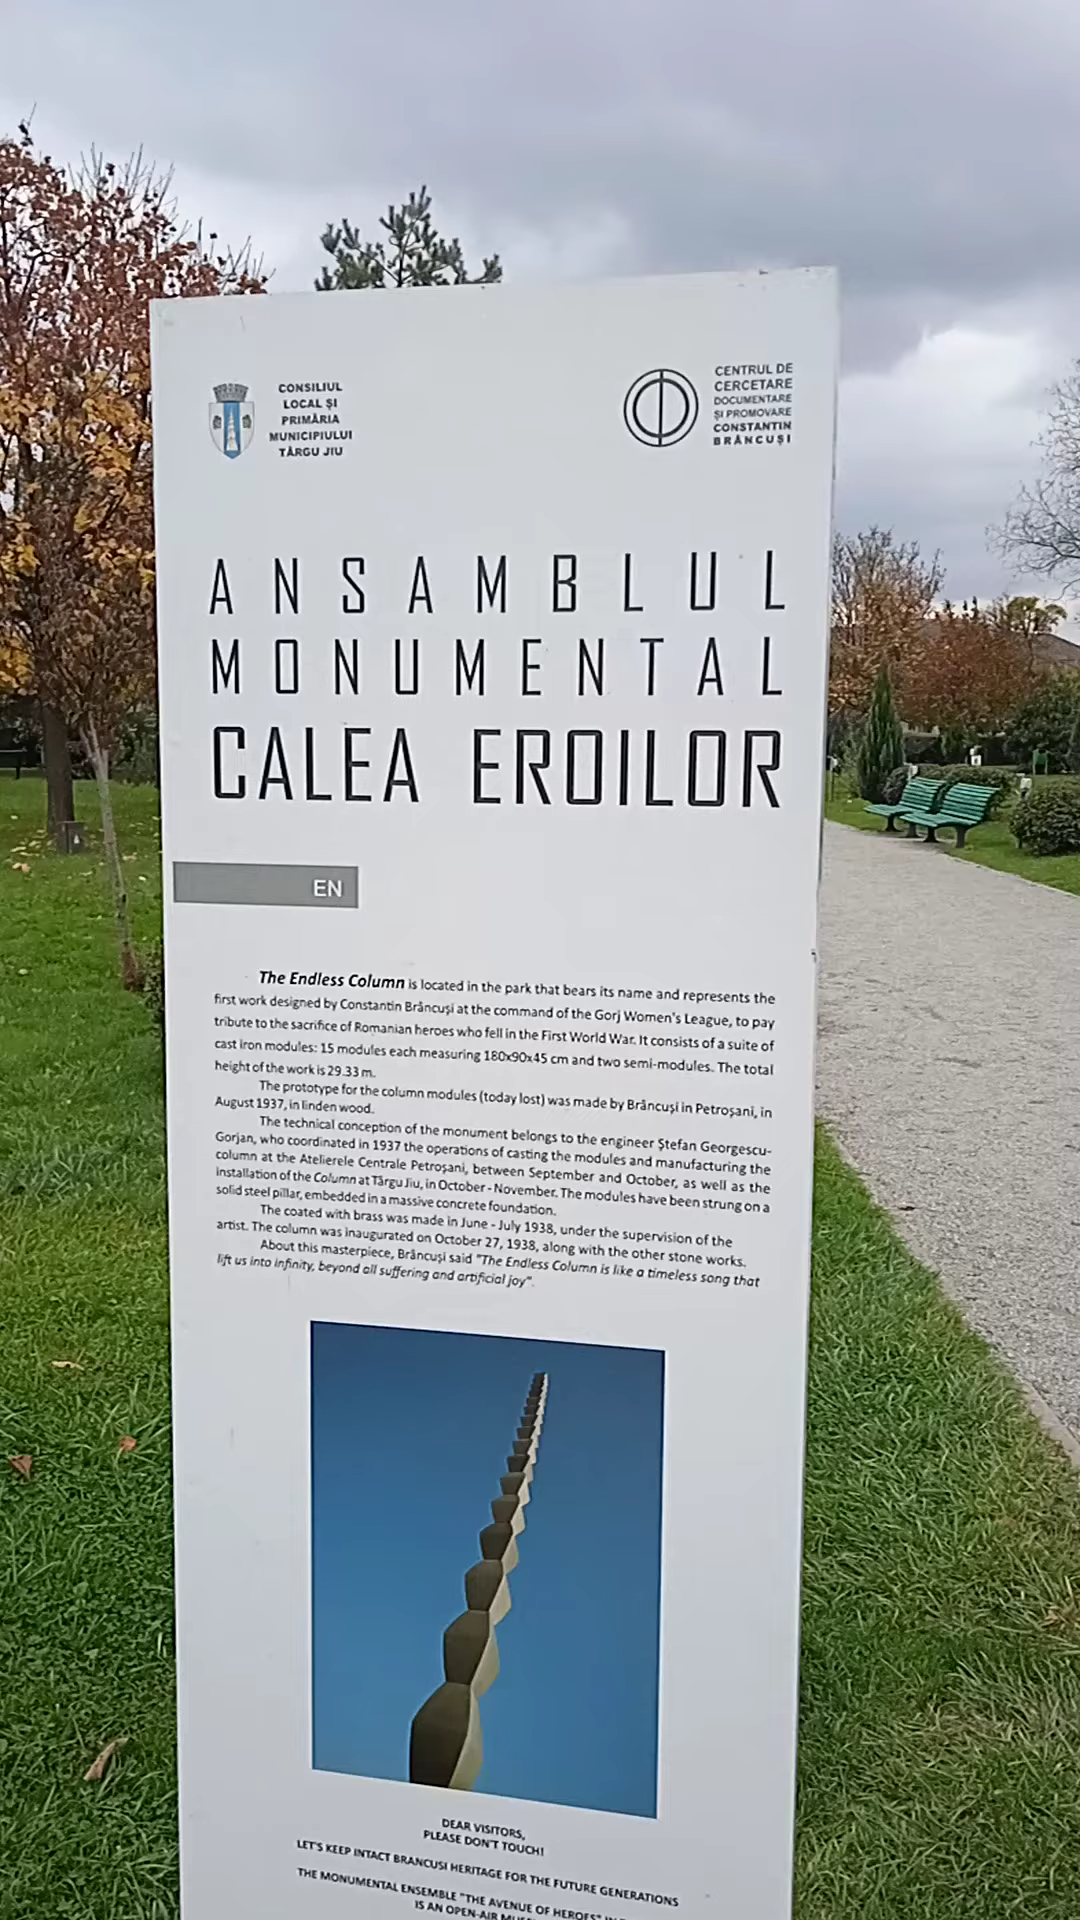 CONSILIUL
LOCAL ȘI
PRIMĂRIA
MUNICIPIULUI
TÂRGU JIU
CENTRUL DE
CERCETARE
DOCUMENTARE
ȘI PROMOVARE
CONSTANTIN
BRÂNCUȘI
ANSAMBLUL
MONUMENTAL
CALEA EROILOR
EN
The Endless Column is located in the park that bears its name and represents the
first work designed by Constantin Brâncuși at the command of the Gorj Women's League, to pay
tribute to the sacrifice of Romanian heroes who fell in the First World War. It consists of a suite of
cast iron modules: 15 modules each measuring 180x90x45 cm and two semi-modules. The total
height of the work is 29.33 m.
The prototype for the column modules (today lost) was made by Brâncuși in Petroșani, in
August 1937, in linden wood.
The technical conception of the monument belongs to the engineer Ștefan Georgescu-
Gorjan, who coordinated in 1937 the operations of casting the modules and manufacturing the
column at the Atelierele Centrale Petroșani, between September and October, as well as the
installation of the Column at Târgu Jiu, in October - November. The modules have been strung on a
solid steel pillar, embedded in a massive concrete foundation.
The coated with brass was made in June - July 1938, under the supervision of the
artist. The column was inaugurated on October 27, 1938, along with the other stone works.
About this masterpiece, Brâncuși said "The Endless Column is like a timeless song that
lift us into infinity, beyond all suffering and artificial joy".
DEAR VISITORS,
PLEASE DON'T TOUCH!
LET'S KEEP INTACT BRANCUSI HERITAGE FOR THE FUTURE GENERATIONS
THE MONUMENTAL ENSEMBLE "THE AVENUE OF HEROES"
IS AN OPEN-AIR